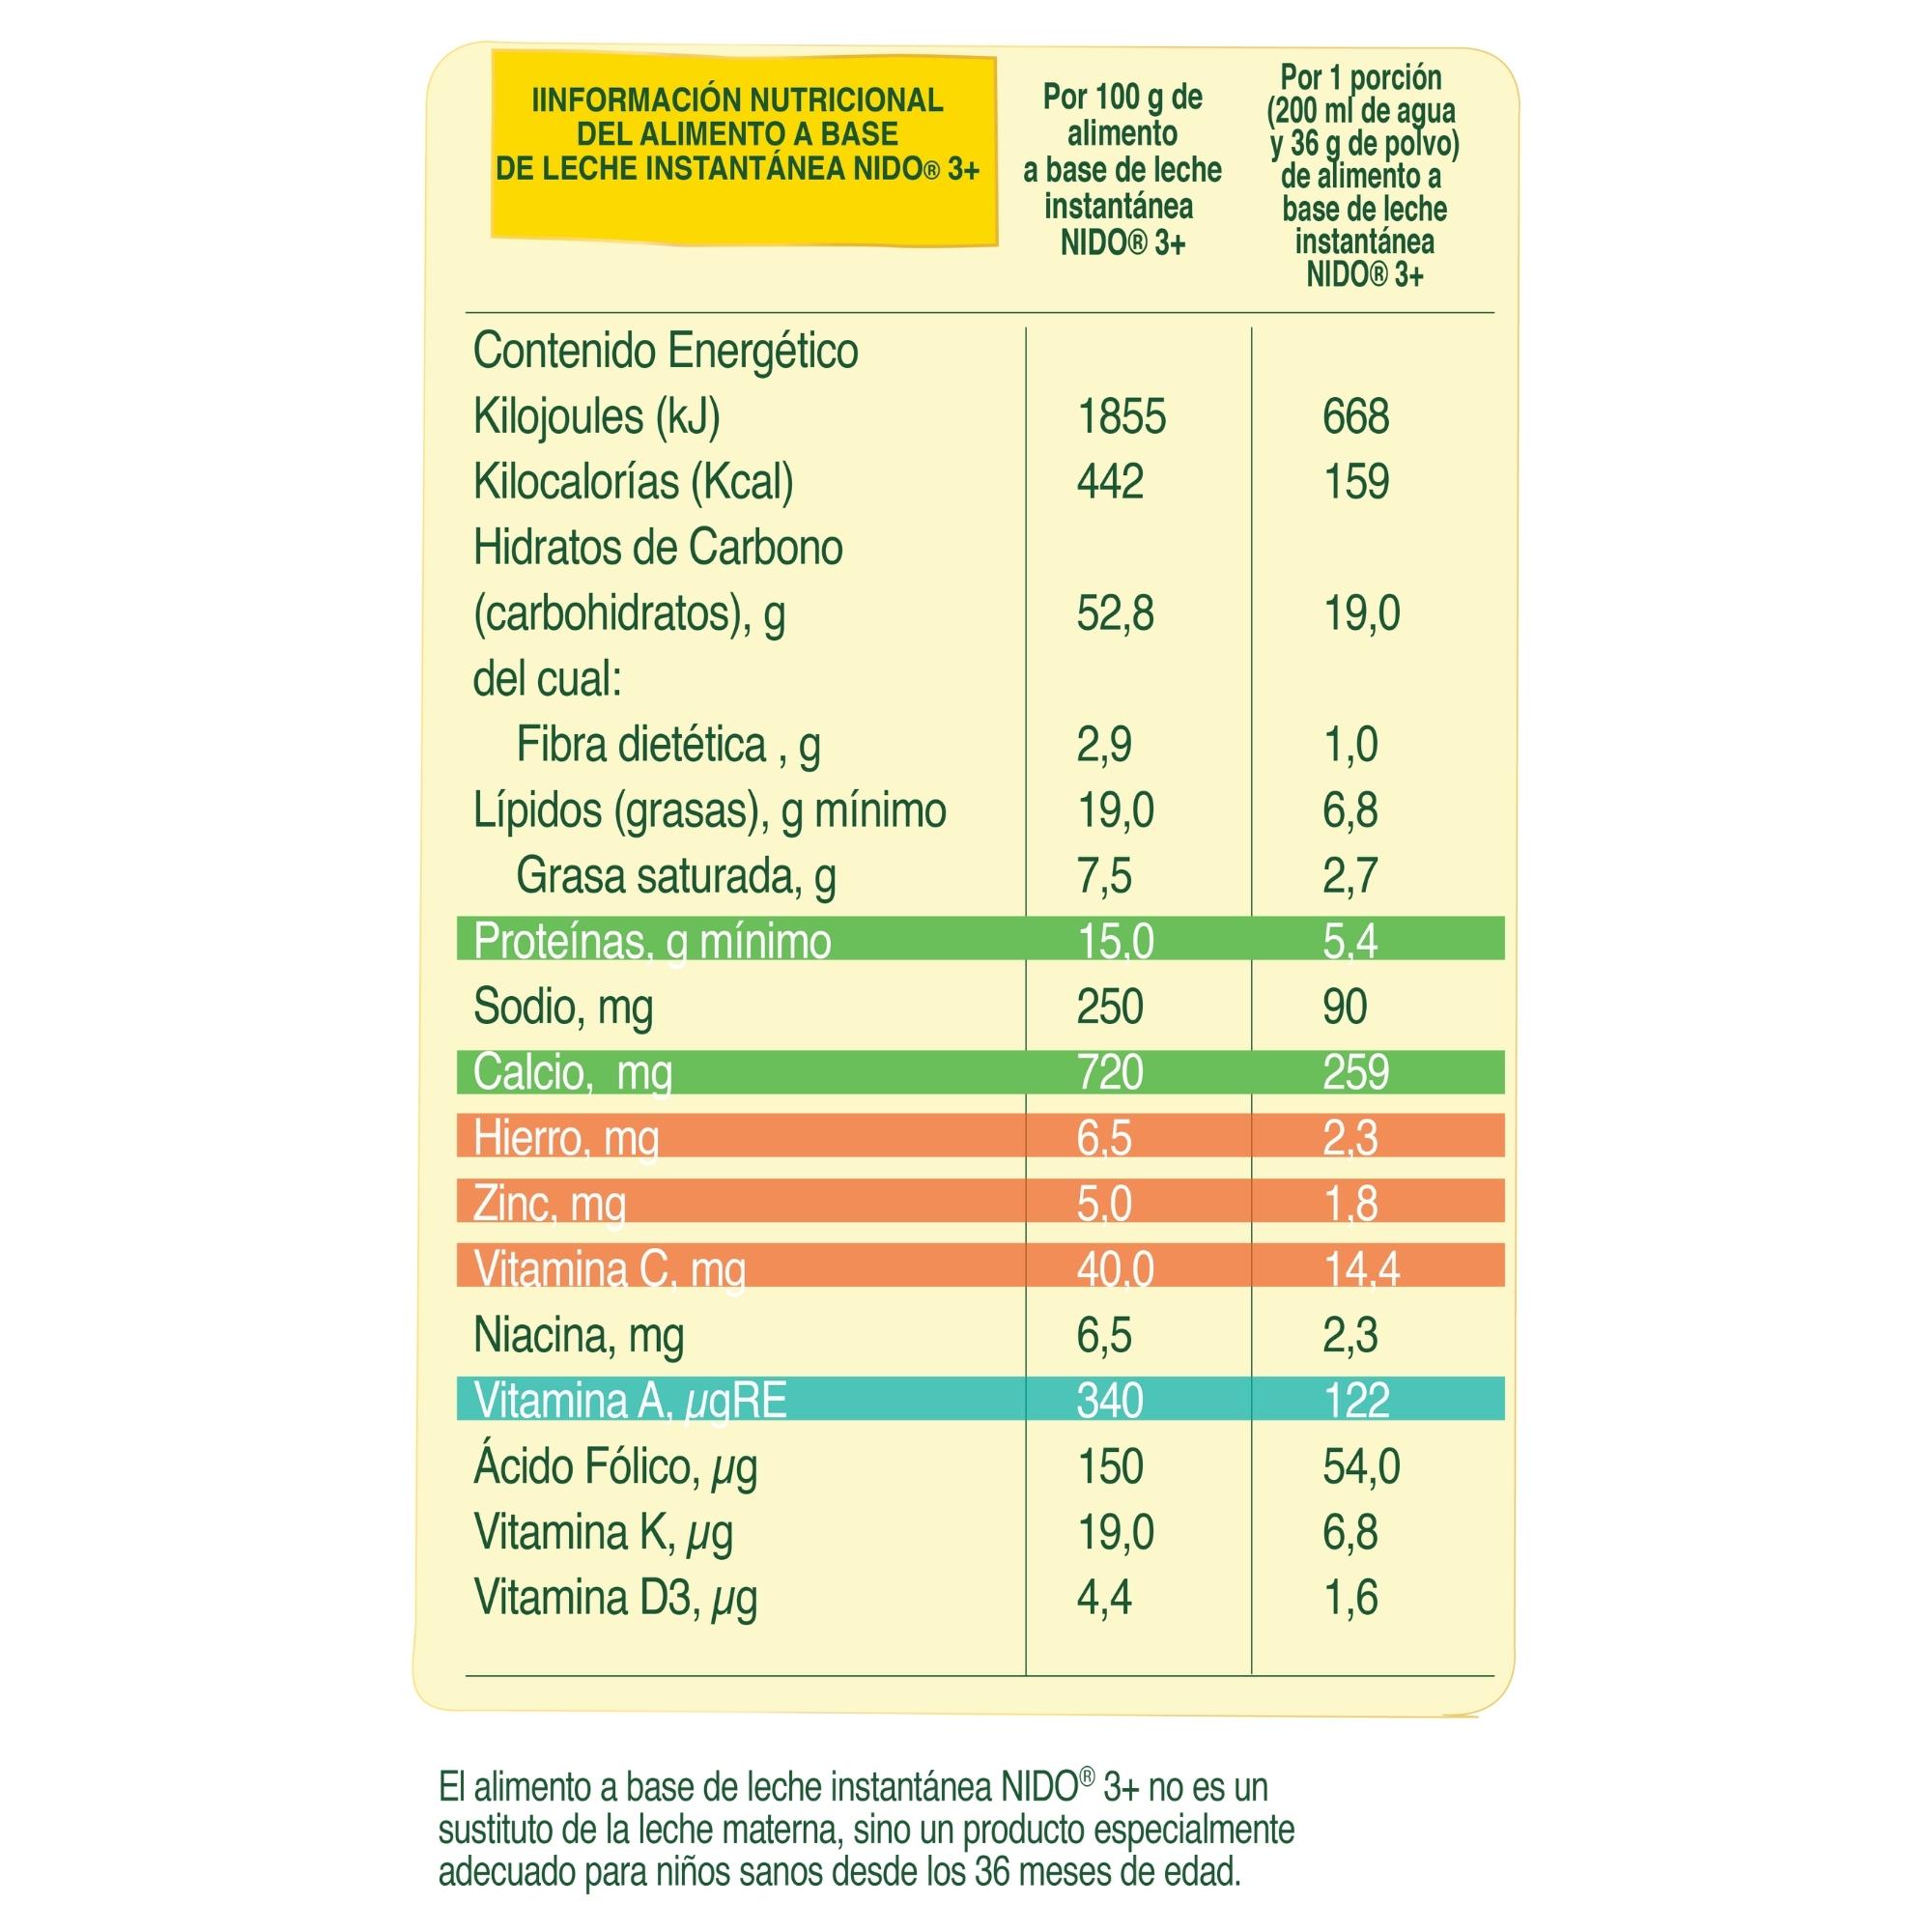 IINFORMACIÓN NUTRICIONAL
DEL ALIMENTO A BASE
DE LECHE INSTANTÁNEA NIDO® 3+
Por 100 g de
alimento
a base de leche
instantánea
NIDO® 3+
Por 1 porción
(200 ml de agua
y 36 g de polvo)
de alimento a
base de leche
instantánea
NIDO® 3+
Contenido Energético
Kilojoules (kJ) 1855 668
Kilocalorías (Kcal) 442 159
Hidratos de Carbono
(carbohidratos), g 52,8 19,0
del cual:
Fibra dietética , g 2,9 1,0
Lípidos (grasas), g mínimo 19,0 6,8
Grasa saturada, g 7,5 2,7
Proteínas, g mínimo 15,0 5,4
Sodio, mg 250 90
Calcio, mg 720 259
Hierro, mg 6,5 2,3
Zinc, mg 5,0 1,8
Vitamina C, mg 40,0 14,4
Niacina, mg 6,5 2,3
Vitamina A, µgRE 340 122
Ácido Fólico, µg 150 54,0
Vitamina K, µg 19,0 6,8
Vitamina D3, µg 4,4 1,6
El alimento a base de leche instantánea NIDO® 3+ no es un
sustituto de la leche materna, sino un producto especialmente
adecuado para niños sanos desde los 36 meses de edad.